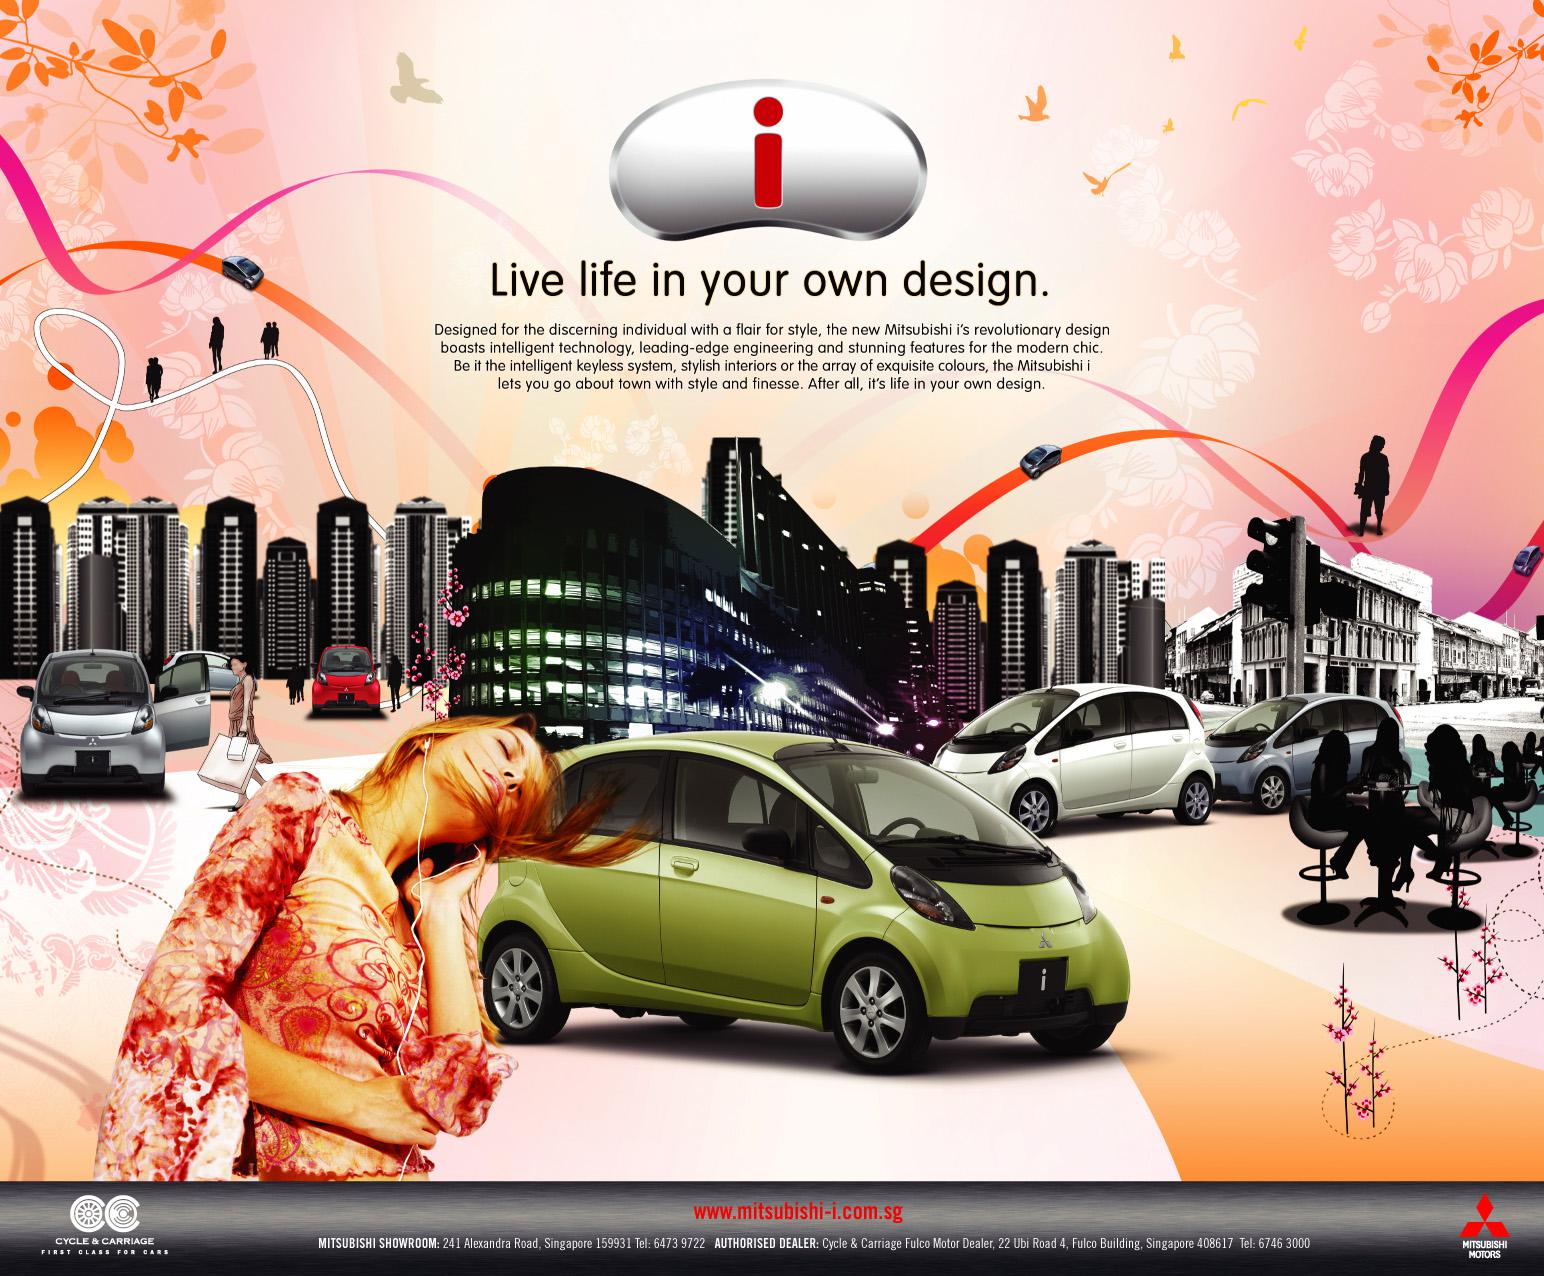 i
Live life in your own design.
Designed for the discerning individual with a flair for style, the new Mitsubishi i's revolutionary design
boasts intelligent technology, leading-edge engineering and stunning features for the modern chic.
Be it the intelligent keyless system, stylish interiors or the array of exquisite colours, the Mitsubishi i
lets you go about town with style and finesse. After all, it's life in your own design.
i
CYCLE & CARRIAGE
FIRST CLASS FOR CARS
www.mitsubishi-i.com.sg
MITSUBISHI SHOWROOM: 241 Alexandra Road, Singapore 159931 Tel: 6473 9722 AUTHORISED DEALER: Cycle & Carriage Fulco Motor Dealer, 22 Ubi Road 4, Fulco Building, Singapore 408617 Tel: 6746 3000
MITSUBISHI
MOTORS